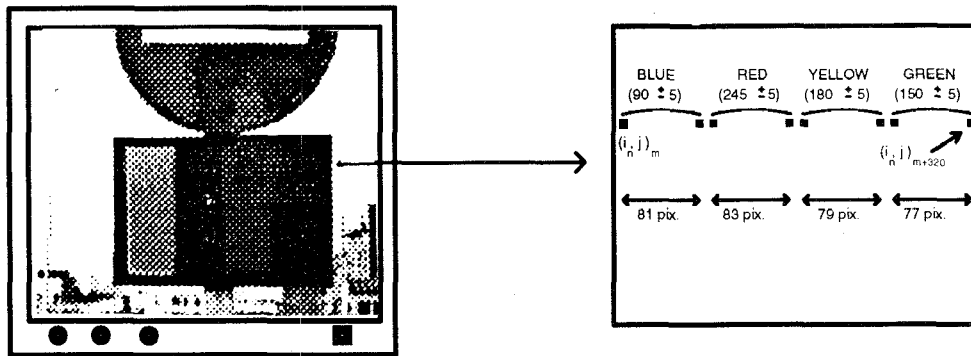 BLUE RED YELLOW GREEN
(90 ± 5) (245 ± 5) (180 ± 5) (150 ± 5)
(i_n, j)_m (i_n, j)_{m+320}
81 pix. 83 pix. 79 pix. 77 pix.